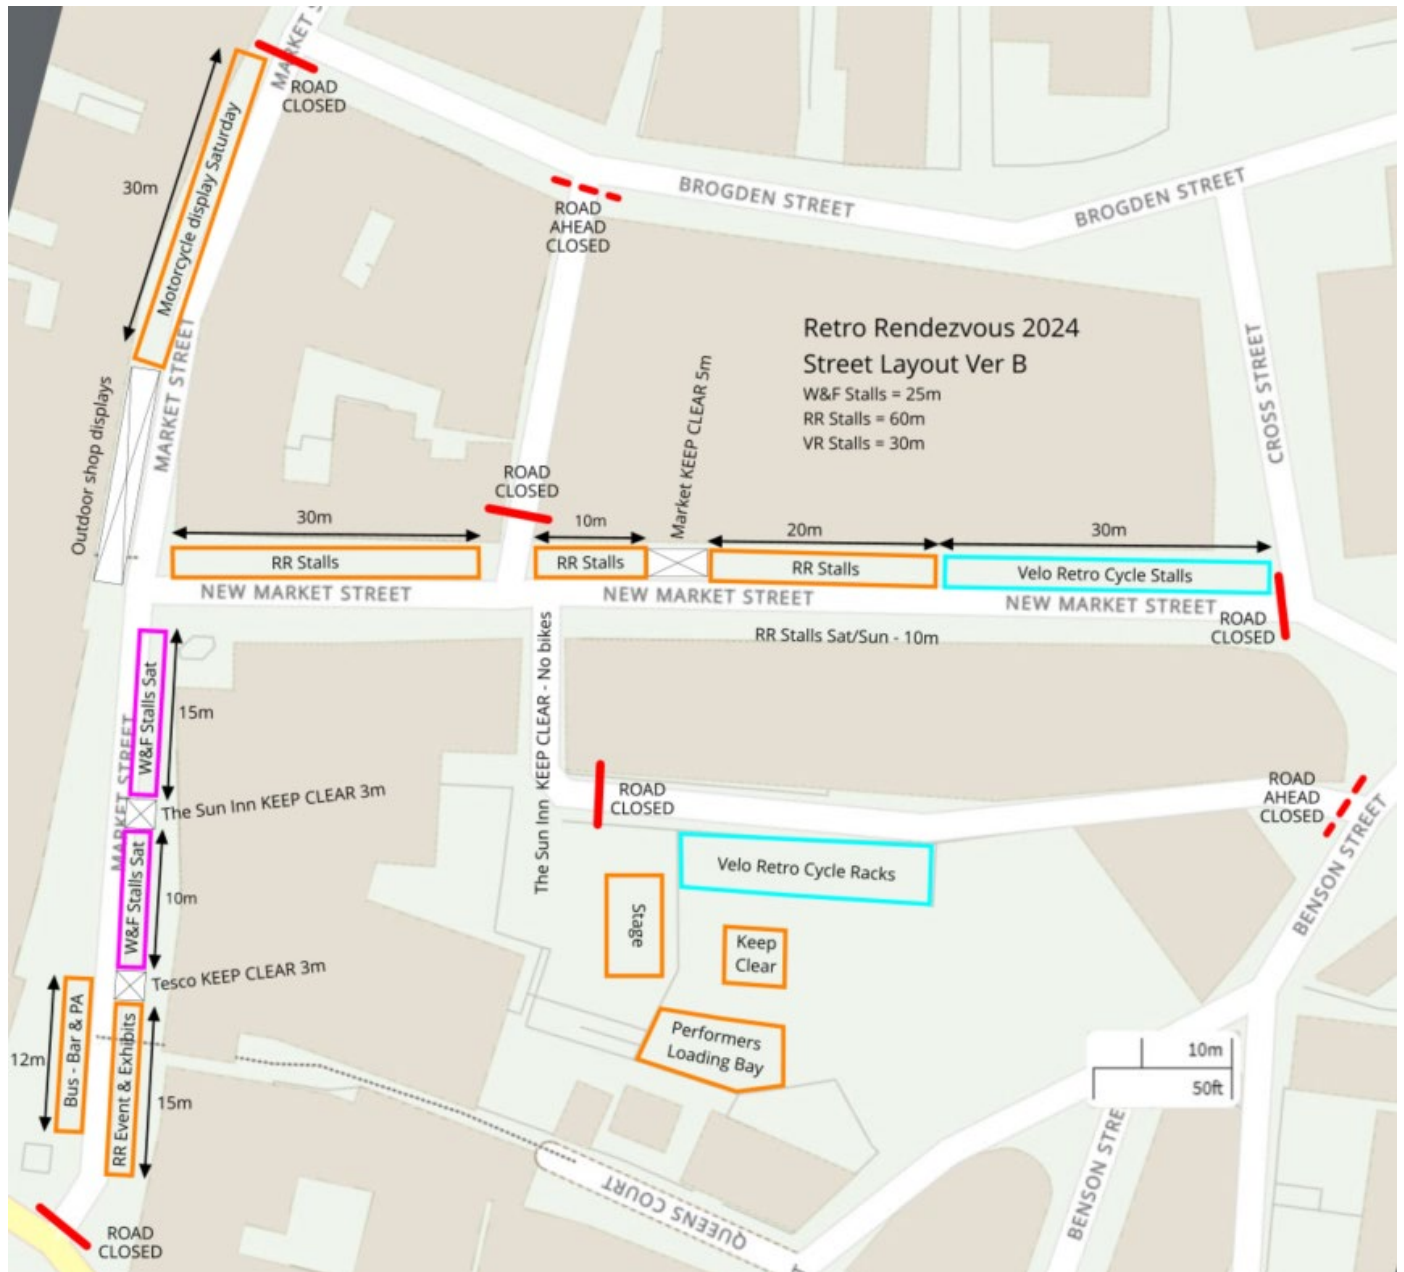 MARKET S
ROAD
CLOSED
30m
Motorcycle display Saturday
ROAD
AHEAD
CLOSED
BROGDEN STREET
BROGDEN STREET
MARKET STREET
Retro Rendezvous 2024
Street Layout Ver B
W&F Stalls = 25m
RR Stalls = 60m
VR Stalls = 30m
CROSS STREET
Outdoor shop displays
Market KEEP CLEAR 5m
ROAD
CLOSED
30m
10m
20m
30m
RR Stalls
RR Stalls
RR Stalls
Velo Retro Cycle Stalls
NEW MARKET STREET
NEW MARKET STREET
NEW MARKET STREET
ROAD
CLOSED
RR Stalls Sat/Sun - 10m
The Sun Inn KEEP CLEAR - No bikes
W&F Stalls Sat
15m
MARKET STREET
The Sun Inn KEEP CLEAR 3m
ROAD
CLOSED
ROAD
AHEAD
CLOSED
BENSON STREET
W&F Stalls Sat
10m
Velo Retro Cycle Racks
Stage
Keep
Clear
Tesco KEEP CLEAR 3m
Performers
Loading Bay
12m
Bus - Bar & PA
RR Event & Exhibits
15m
10m
50ft
BENSON STRE
QUEENS COURT
ROAD
CLOSED